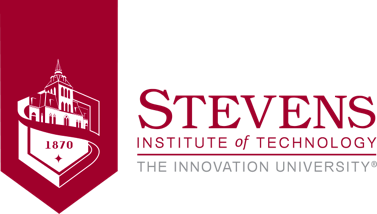 1870
STEVENS
INSTITUTE of TECHNOLOGY
THE INNOVATION UNIVERSITY®